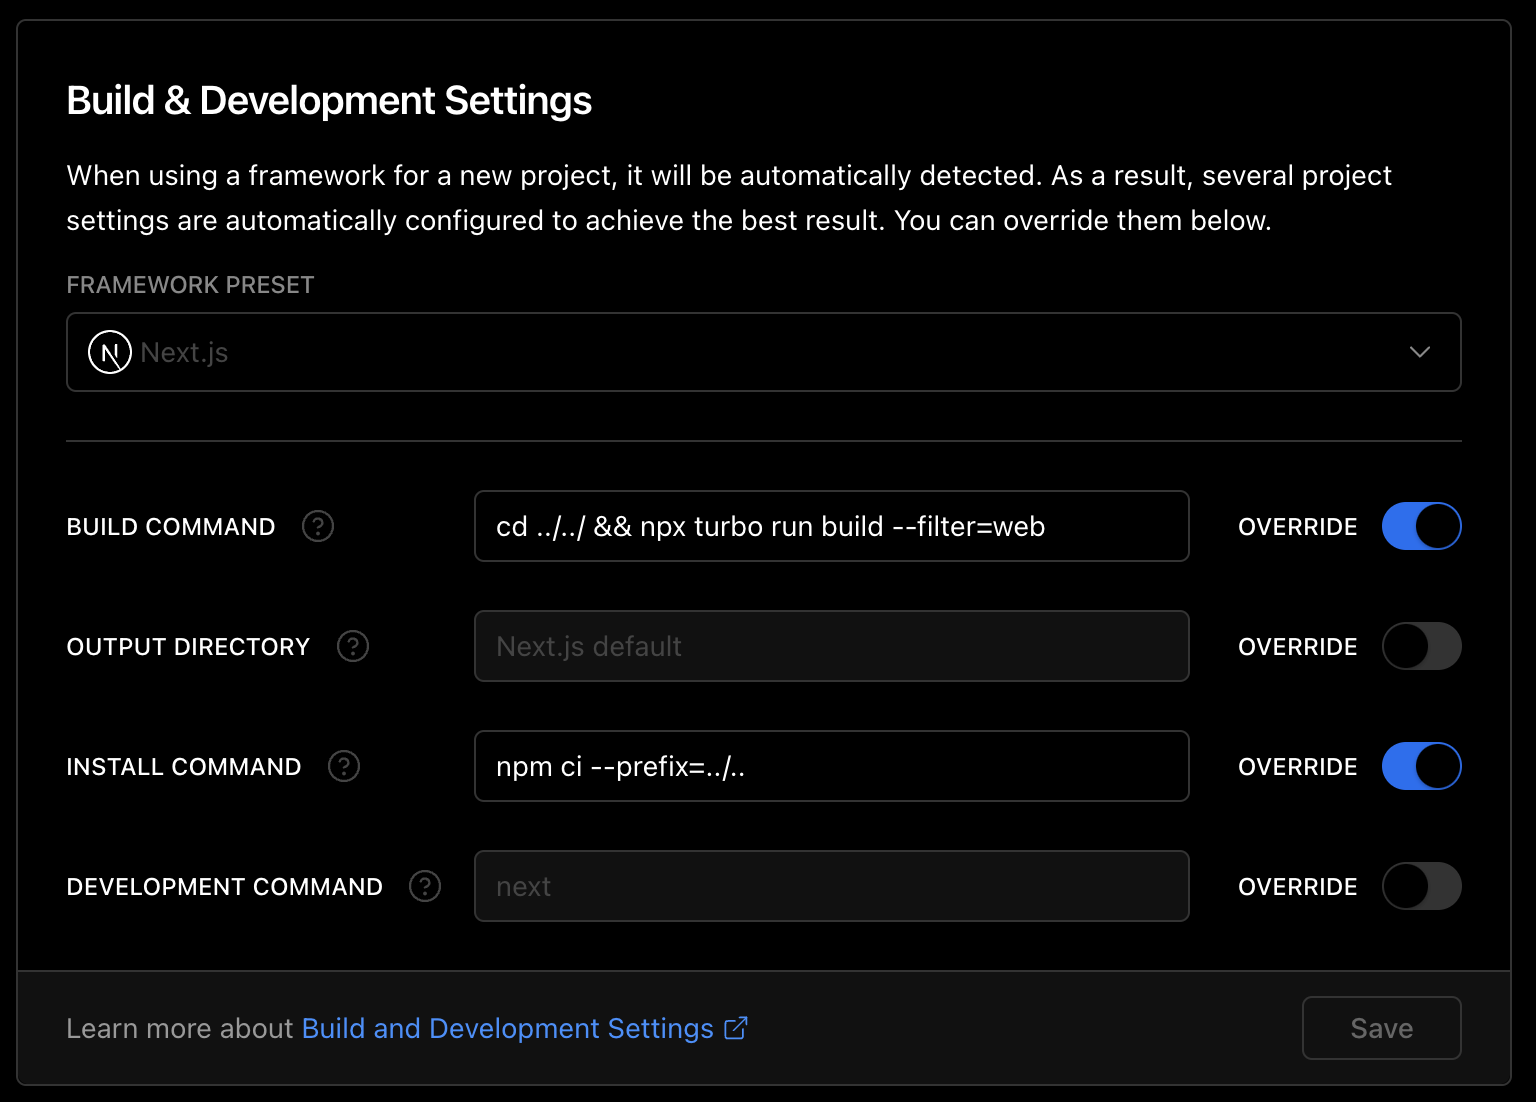 Build & Development Settings
When using a framework for a new project, it will be automatically detected. As a result, several project
settings are automatically configured to achieve the best result. You can override them below.
FRAMEWORK PRESET
N Next.js
BUILD COMMAND ? cd ../../ && npx turbo run build --filter=web OVERRIDE
OUTPUT DIRECTORY ? Next.js default OVERRIDE
INSTALL COMMAND ? npm ci --prefix=../.. OVERRIDE
DEVELOPMENT COMMAND ? next OVERRIDE
Learn more about Build and Development Settings Save